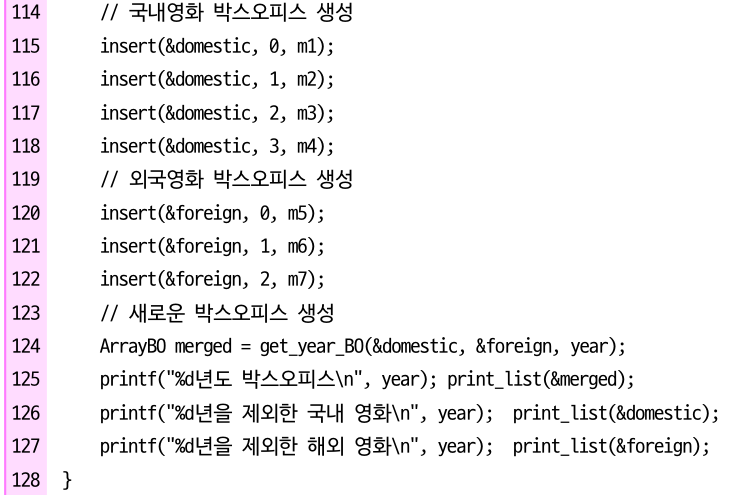 114 // 국내영화 박스오피스 생성
115 insert(&domestic, 0, m1);
116 insert(&domestic, 1, m2);
117 insert(&domestic, 2, m3);
118 insert(&domestic, 3, m4);
119 // 외국영화 박스오피스 생성
120 insert(&foreign, 0, m5);
121 insert(&foreign, 1, m6);
122 insert(&foreign, 2, m7);
123 // 새로운 박스오피스 생성
124 ArrayBO merged = get_year_BO(&domestic, &foreign, year);
125 printf("%d년도 박스오피스\n", year); print_list(&merged);
126 printf("%d년을 제외한 국내 영화\n", year);  print_list(&domestic);
127 printf("%d년을 제외한 해외 영화\n", year);  print_list(&foreign);
128 }